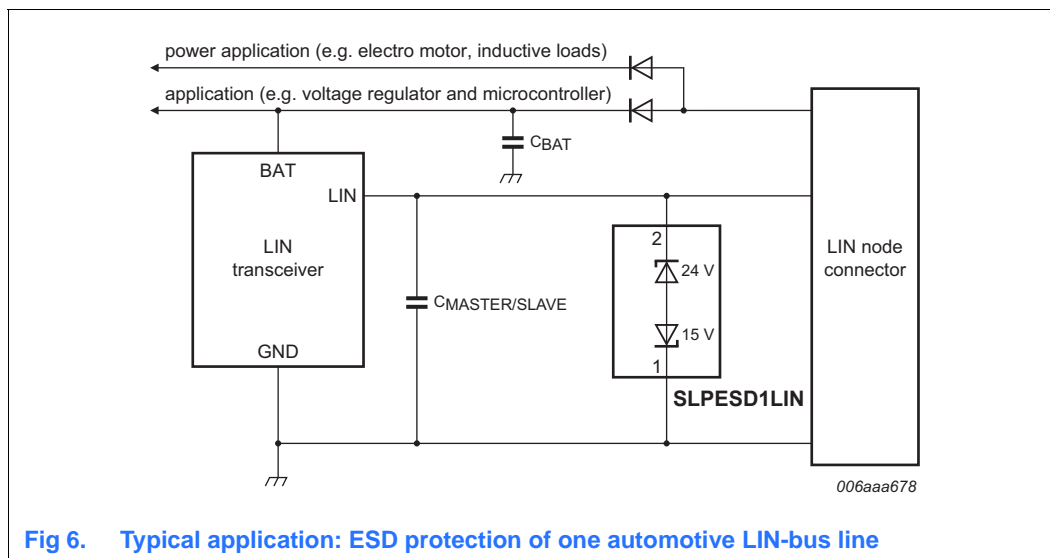 power application (e.g. electro motor, inductive loads)
application (e.g. voltage regulator and microcontroller)
CBAT
BAT
LIN
LIN
transceiver
GND
CMASTER/SLAVE
2
24 V
15 V
1
SLPESD1LIN
LIN node
connector
006aaa678
Fig 6. Typical application: ESD protection of one automotive LIN-bus line